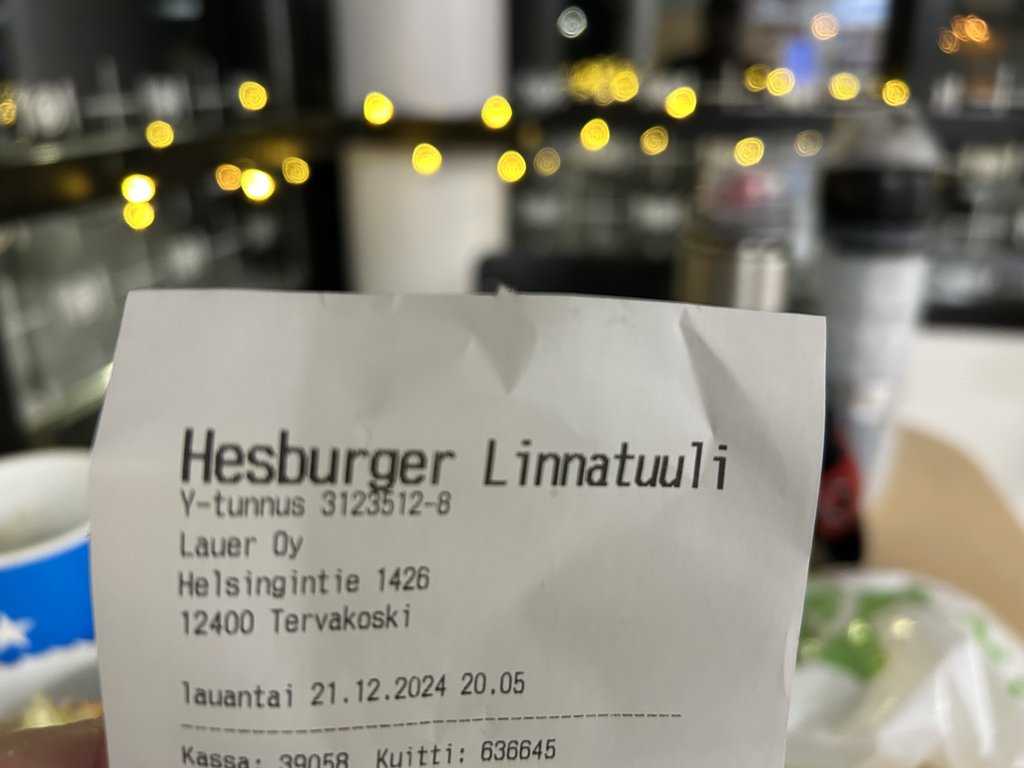 Hesburger Linnatuuli
Y-tunnus 3123512-8
Lauer Oy
Helsingintie 1426
12400 Tervakoski
lauantai 21.12.2024 20.05
Kassa: 39058 Kuitti: 636645